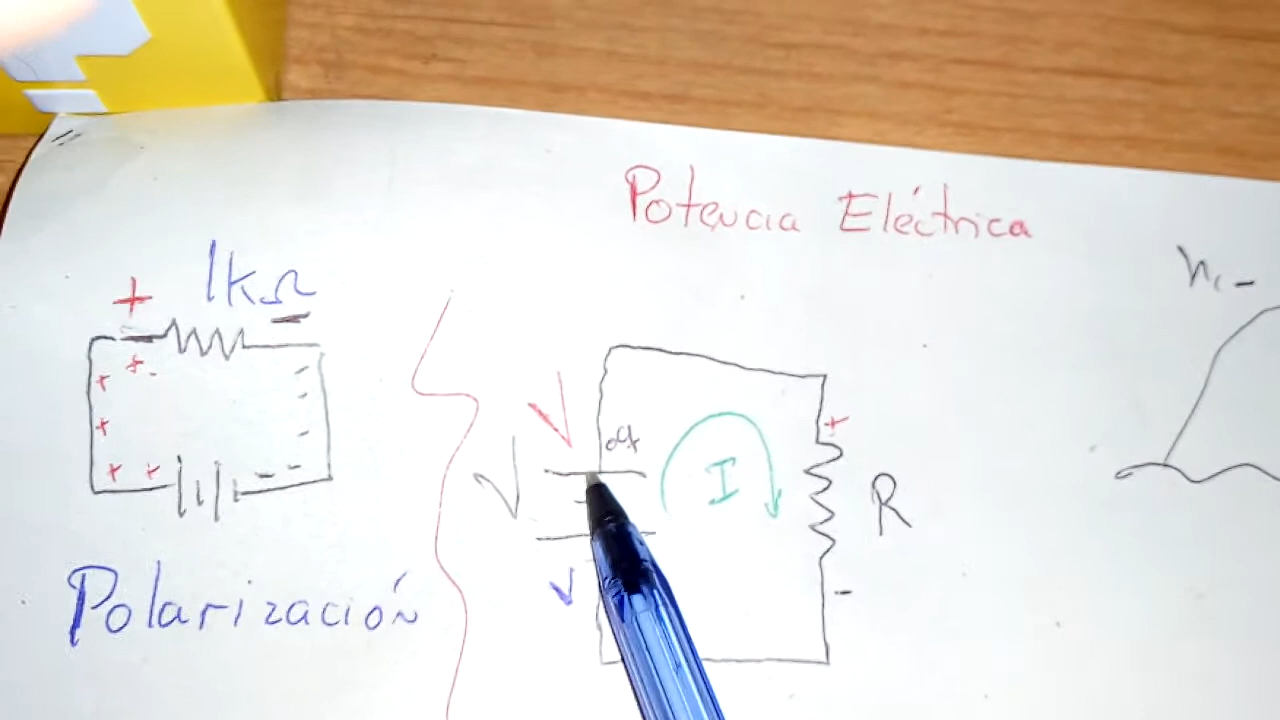 Potencia Eléctrica
+ 1kΩ -
V
V
V
I
+
R
-
Polarización